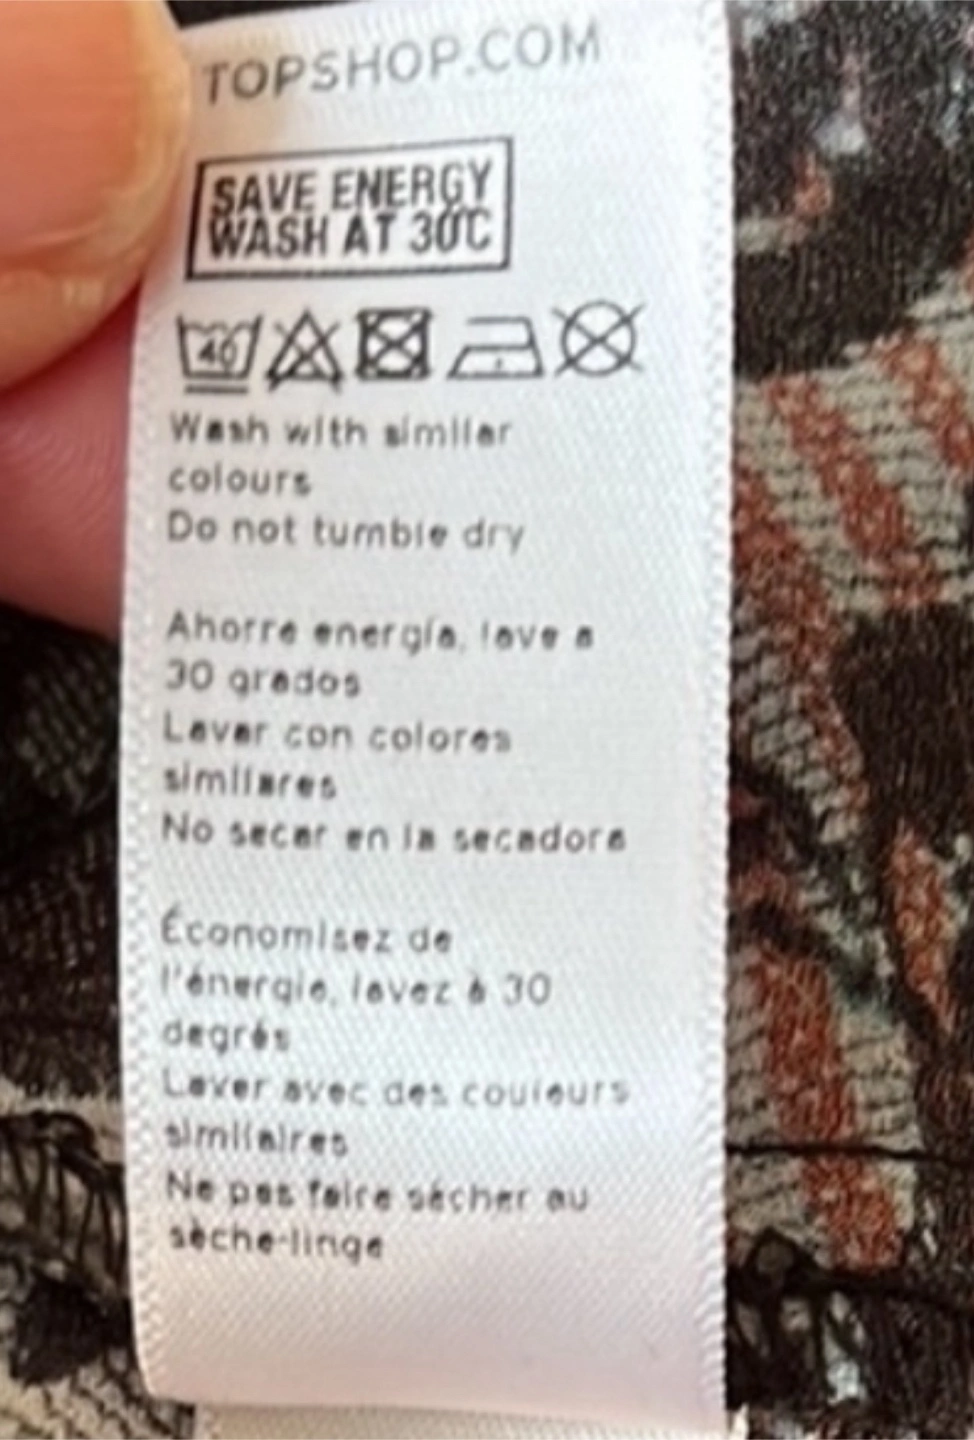 TOPSHOP.COM
SAVE ENERGY
WASH AT 30°C
40
Wash with similar
colours
Do not tumble dry
Ahorre energía, lave a
30 grados
Lavar con colores
similares
No secar en la secadora
Économisez de
l'énergie, lavez à 30
degrés
Laver avec des couleurs
similaires
Ne pas faire sécher au
sèche-linge